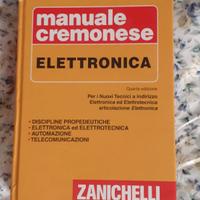 manuale
cremonese
ELETTRONICA
Quarta edizione
Per i Nuovi Tecnici a indirizzo
Elettronica ed Elettrotecnica
articolazione Elettronica
• DISCIPLINE PROPEDEUTICHE
• ELETTRONICA ed ELETTROTECNICA
• AUTOMAZIONE
• TELECOMUNICAZIONI
ZANICHELLI